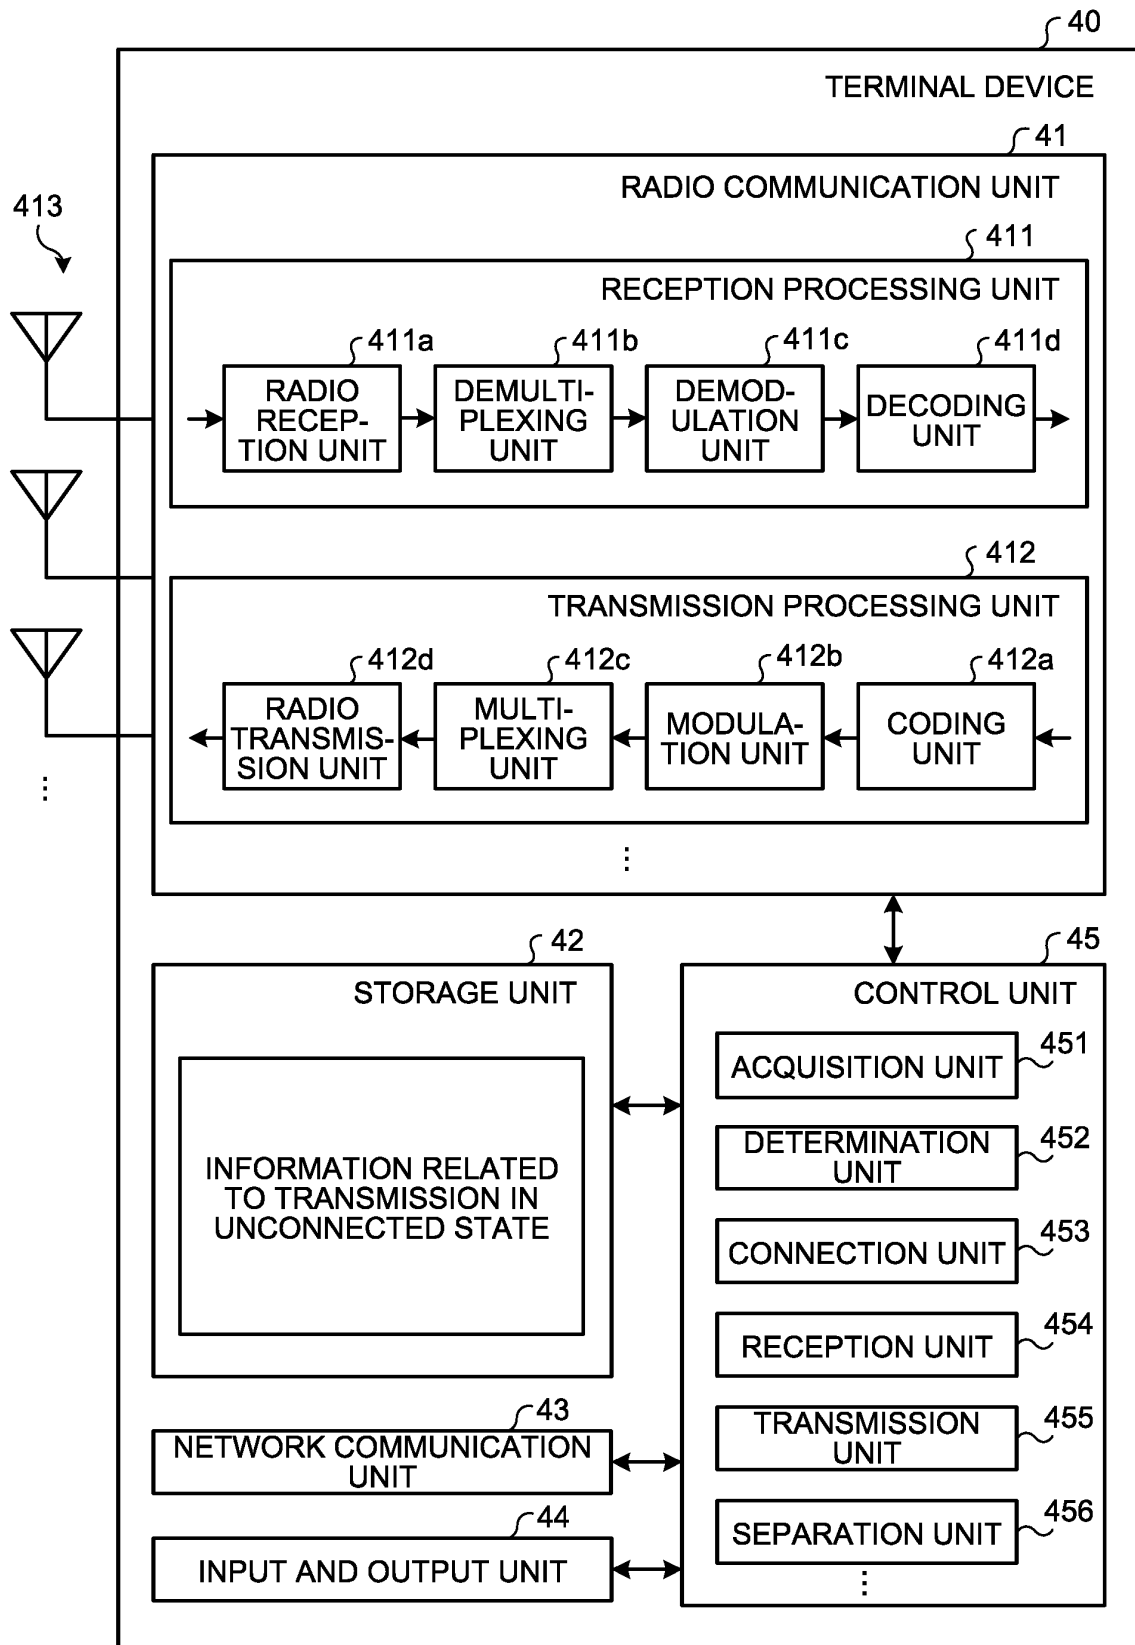 40
TERMINAL DEVICE
41
RADIO COMMUNICATION UNIT
413
411
RECEPTION PROCESSING UNIT
411a
411b
411c
411d
RADIO
RECEP-
TION UNIT
DEMULTI-
PLEXING
UNIT
DEMOD-
ULATION
UNIT
DECODING
UNIT
412
TRANSMISSION PROCESSING UNIT
412d
412c
412b
412a
RADIO
TRANSMIS-
SION UNIT
MULTI-
PLEXING
UNIT
MODULA-
TION UNIT
CODING
UNIT
42
STORAGE UNIT
INFORMATION RELATED
TO TRANSMISSION IN
UNCONNECTED STATE
43
NETWORK COMMUNICATION
UNIT
44
INPUT AND OUTPUT UNIT
45
CONTROL UNIT
ACQUISITION UNIT
451
DETERMINATION
UNIT
452
CONNECTION UNIT
453
RECEPTION UNIT
454
TRANSMISSION
UNIT
455
SEPARATION UNIT
456